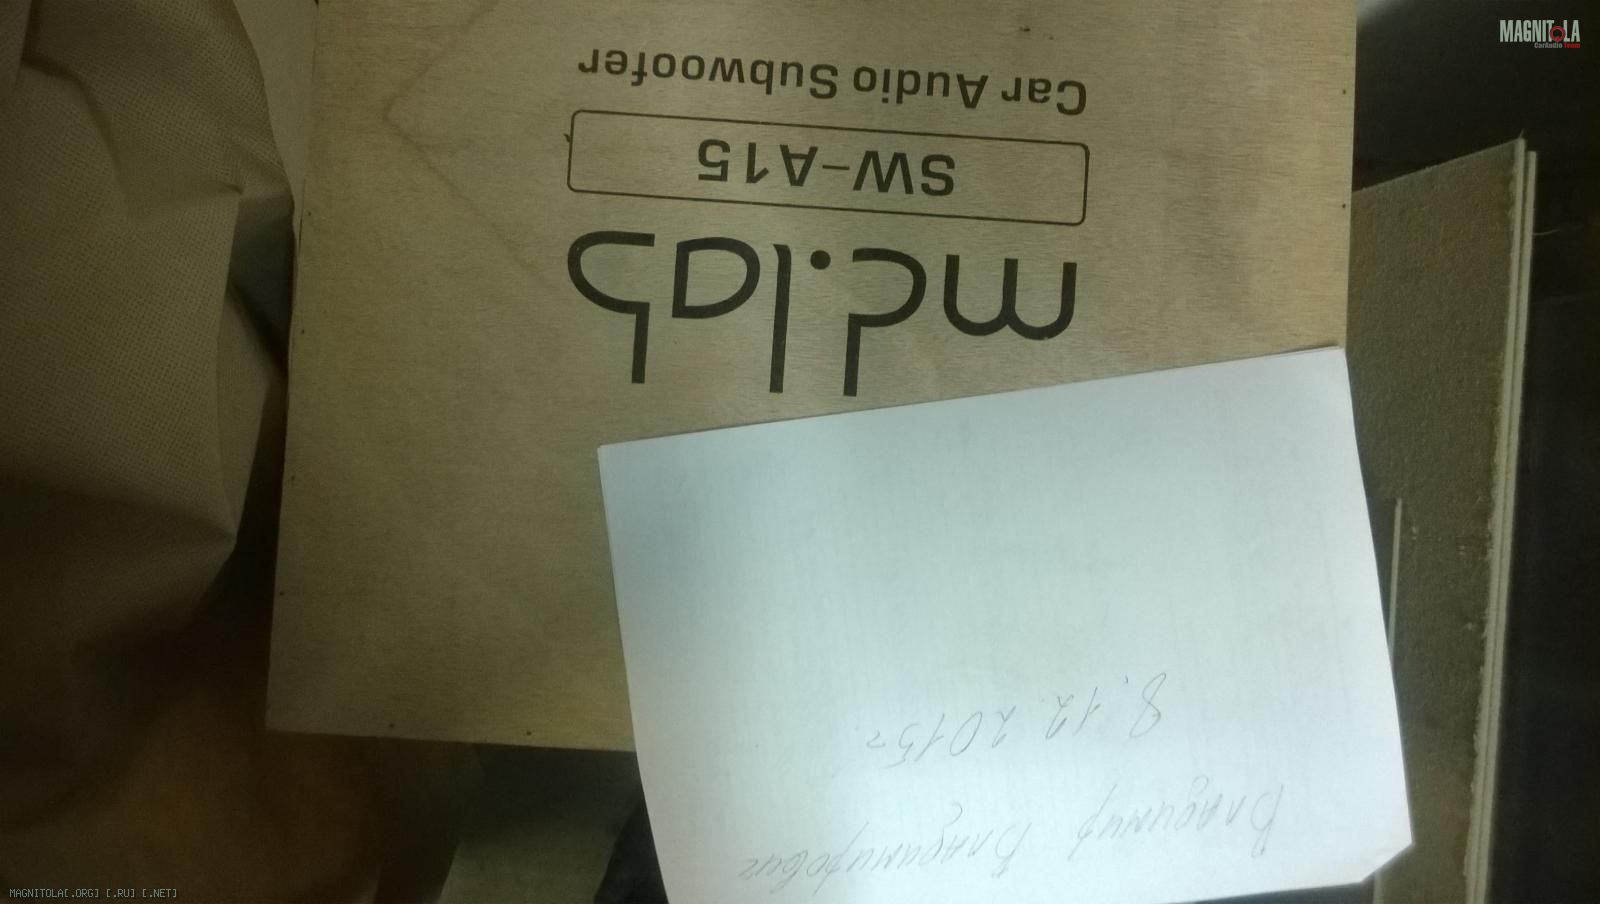 MAGNITOLA
CarAudio Team
md.lab
SW-A15
Car Audio Subwoofer
Владимир Владимирович
8.12.2015г.
MAGNITOLA[.ORG] [.RU] [.NET]